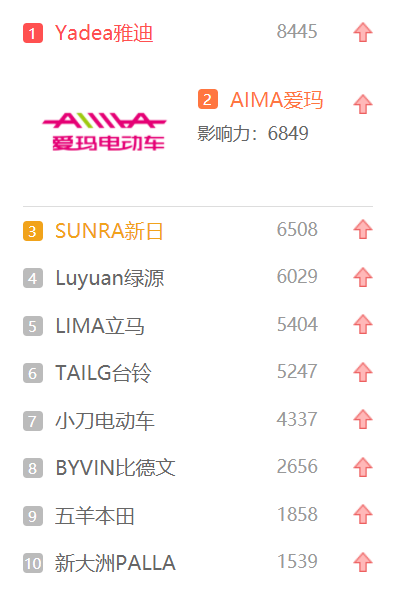 1 Yadea雅迪 8445
2 AIMA爱玛
影响力：6849
AIMA
爱玛电动车
3 SUNRA新日 6508
4 Luyuan绿源 6029
5 LIMA立马 5404
6 TAILG台铃 5247
7 小刀电动车 4337
8 BYVIN比德文 2656
9 五羊本田 1858
10 新大洲PALLA 1539